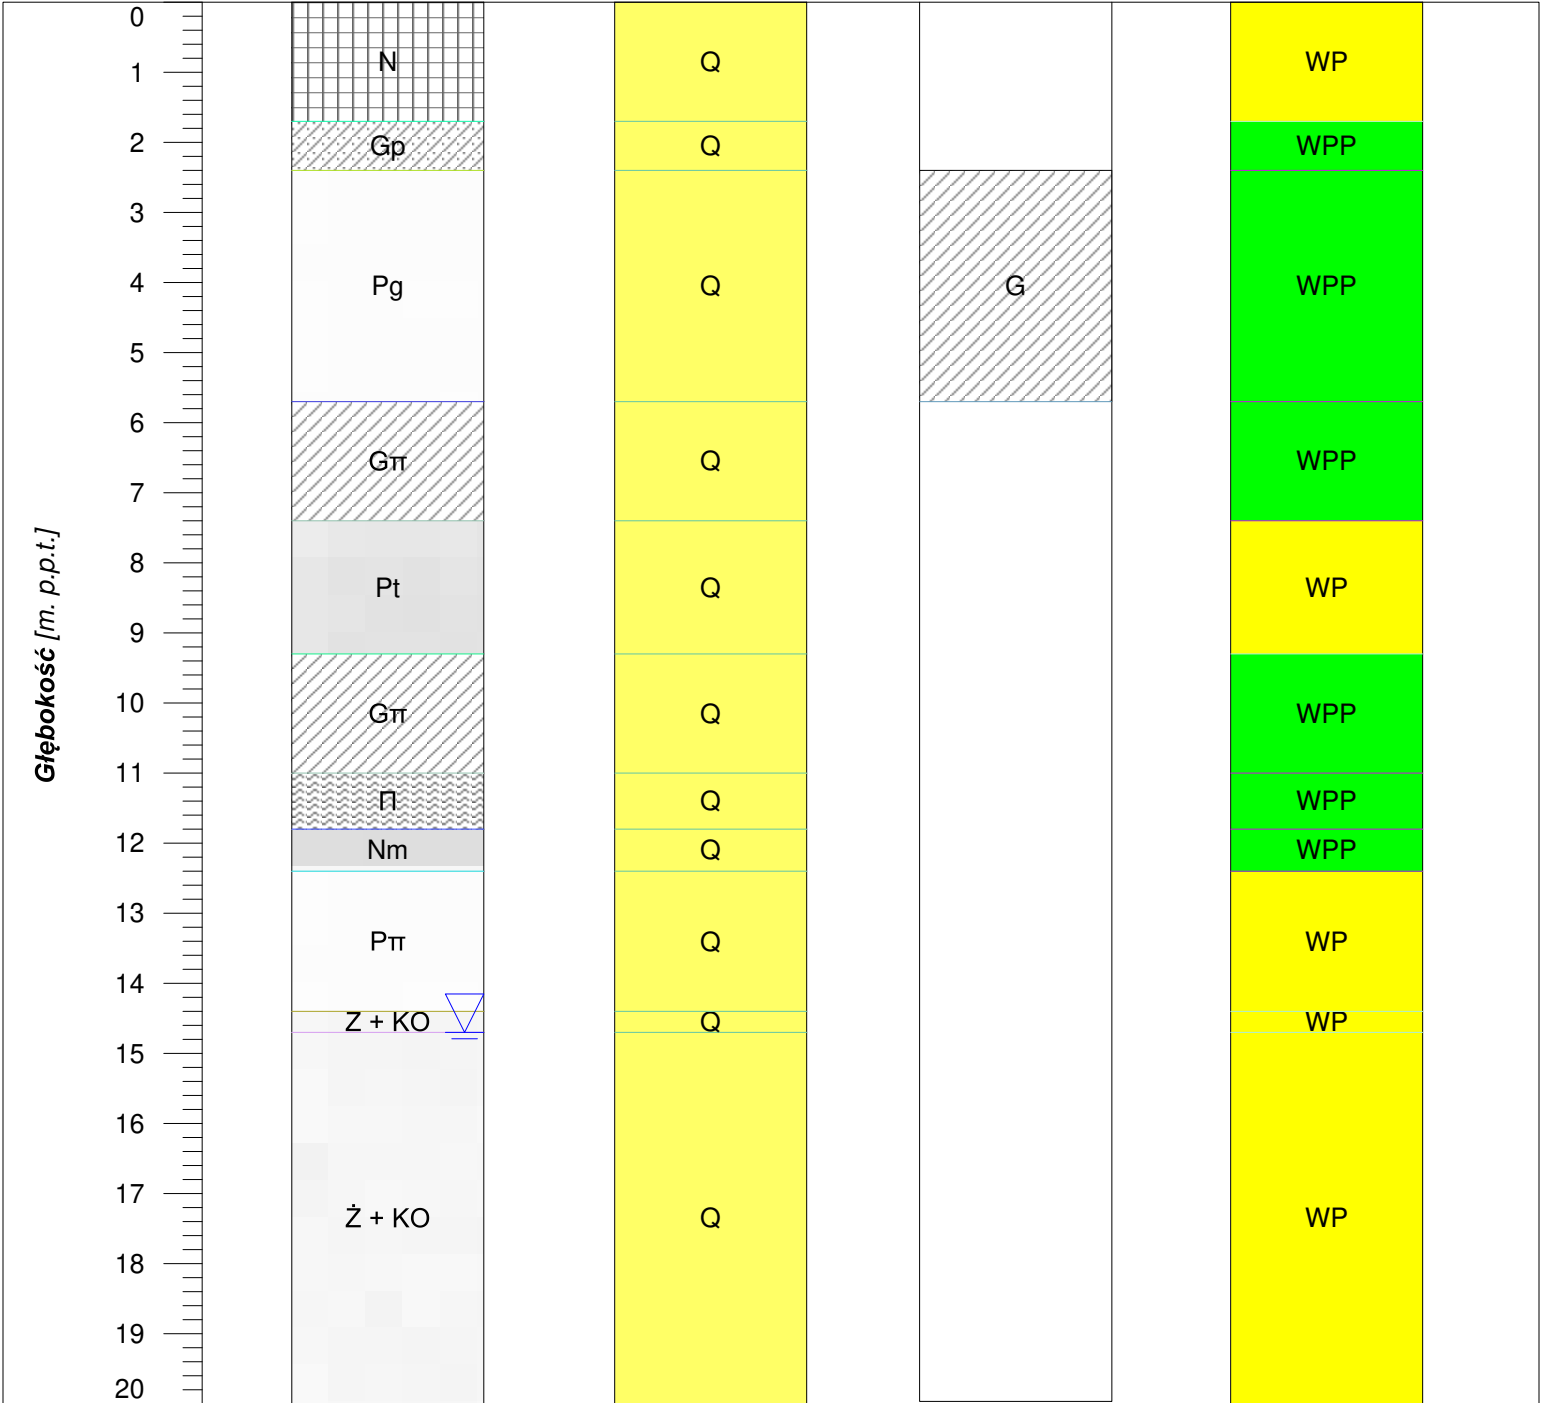 Głębokość [m. p.p.t.]
0
1
2
3
4
5
6
7
8
9
10
11
12
13
14
15
16
17
18
19
20
N
Gp
Pg
Gπ
Pt
Gπ
Π
Nm
Pπ
Ż + KO
Ż + KO
Q
Q
Q
Q
Q
Q
Q
Q
Q
Q
Q
G
WP
WPP
WPP
WPP
WP
WPP
WPP
WPP
WP
WP
WP